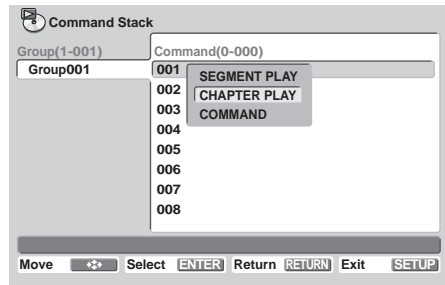 Command Stack
Group(1-001) Command(0-000)
Group001 001 SEGMENT PLAY
002 CHAPTER PLAY
003 COMMAND
004
005
006
007
008
Move Select ENTER Return RETURN Exit SETUP